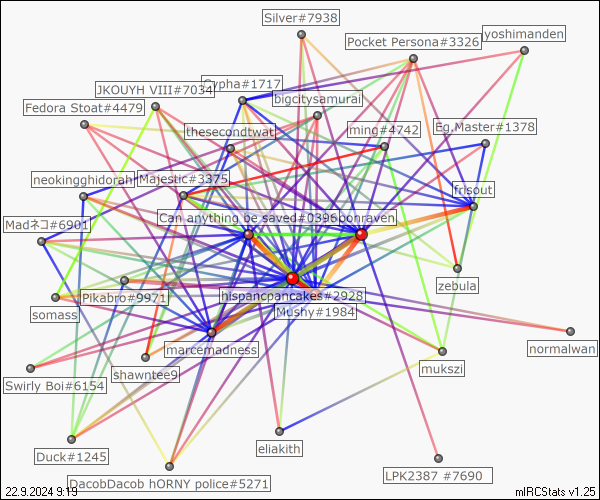 Silver#7938
yoshimanden
Pocket Persona#3326
JKOUYH VIII#7034
Cypha#1717
bigcitysamurai
Fedora Stoat#4479
thesecondtwat
ming#4742
Eg.Master#1378
neokingghidorah
Majestic#3375
frisout
Madネコ#6901
Can anything be saved#0396
bonraven
zebula
somass
Pikabro#9971
hispancpancakes#2928
Mushy#1984
marcemadness
normalwan
shawntee9
mukszi
Swirly Boi#6154
eliakith
Duck#1245
DacobDacob hORNY police#5271
LPK2387 #7690
22.9.2024 9:19
mIRCStats v1.25